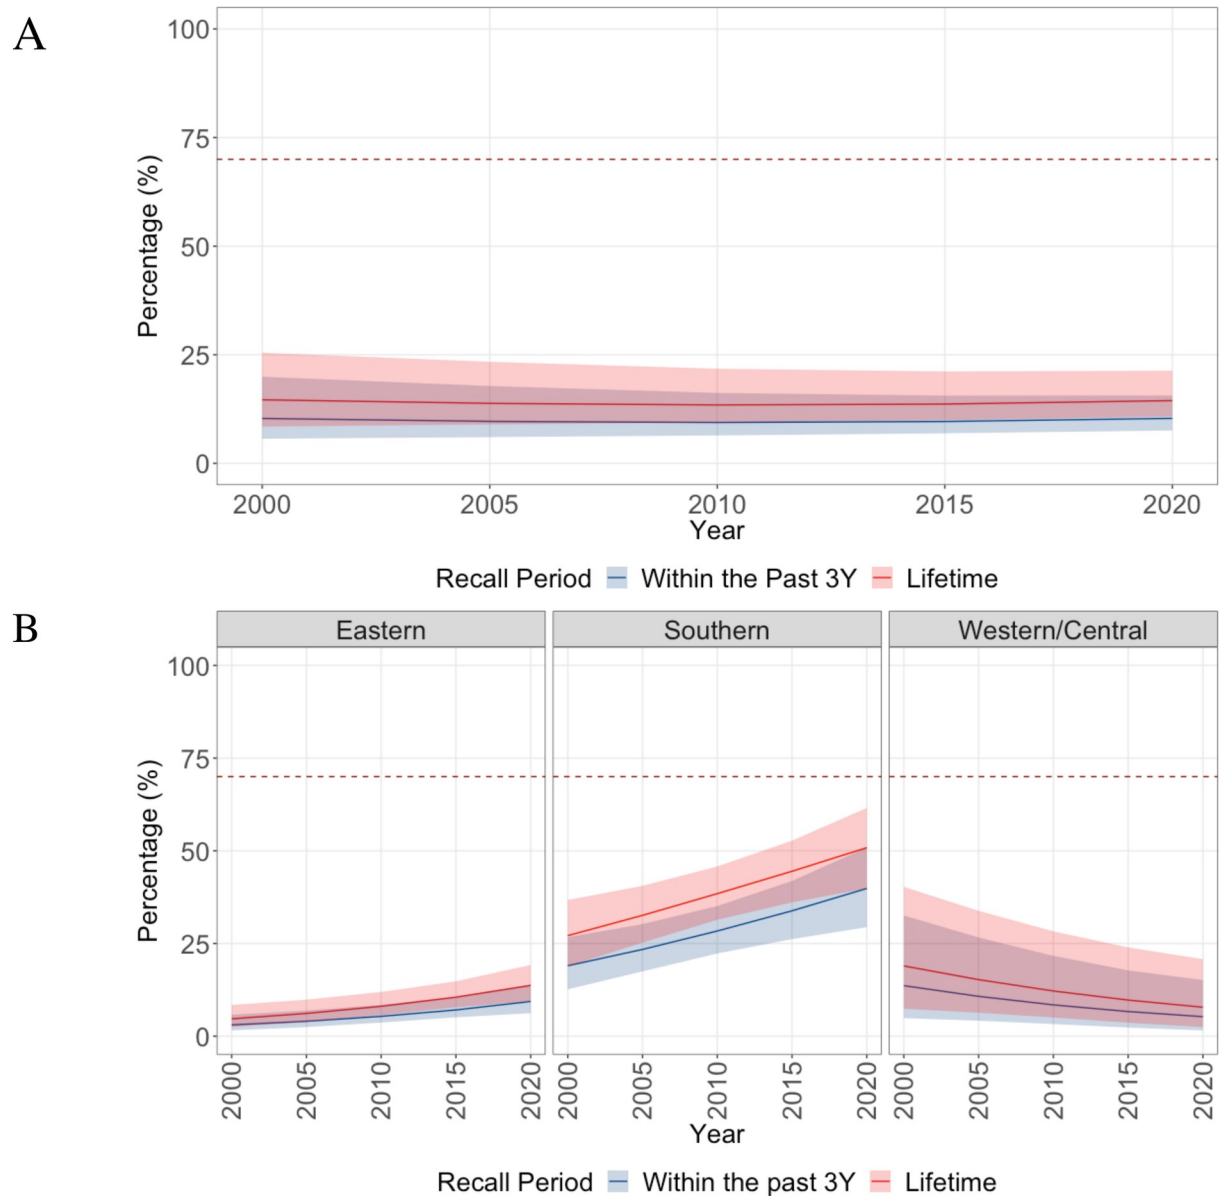 A
Percentage (%)
100
75
50
25
0
2000 2005 2010 2015 2020
Year
Recall Period Within the Past 3Y Lifetime
B
Eastern Southern Western/Central
Percentage (%)
100
75
50
25
0
2000 2005 2010 2015 2020 2000 2005 2010 2015 2020 2000 2005 2010 2015 2020
Year
Recall Period Within the past 3Y Lifetime